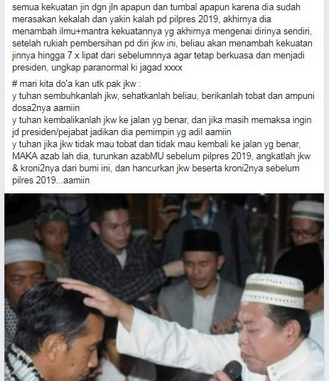 semua kekuatan jin dgn jln apapun dan tumbal apapun karena dia sudah
merasakan kekalah dan yakin kalah pd pilpres 2019, akhirnya dia
menambah ilmu+mantra kekuatannya yg akhirnya mengenai dirinya sendiri,
setelah rukiah pembersihan pd diri jkw ini, beliau akan menambah kekuatan
jinnya hingga 7 x lipat dari sebelumnnya agar tetap berkuasa dan menjadi
presiden, ungkap paranormal ki jagad xxxx
# mari kita do'a kan utk pak jkw :
y tuhan sembuhkanlah jkw, sehatkanlah beliau, berikanlah tobat dan ampuni
dosa2nya aamiin
y tuhan kembalikanlah jkw ke jalan yg benar, dan jika masih memaksa ingin
jd presiden/pejabat jadikan dia pemimpin yg adil aamiin
y tuhan jika jkw tidak mau tobat dan tidak mau kembali ke jalan yg benar,
MAKA azab lah dia, turunkan azabMU sebelum pilpres 2019, angkatlah jkw
& kroni2nya dari bumi ini, dan hancurkan jkw beserta kroni2nya sebelum
pilres 2019...aamiin